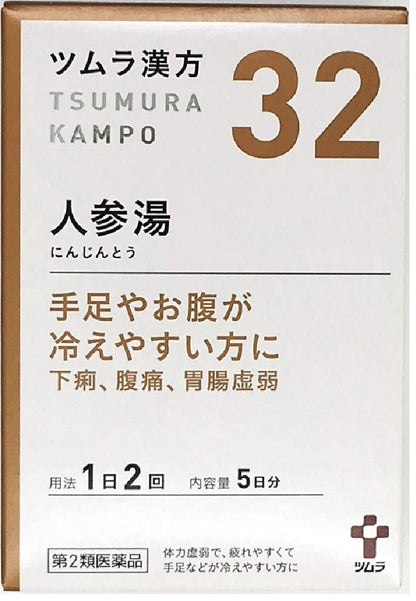 ツムラ漢方
TSUMURA
KAMPO
32
人参湯
にんじんとう
手足やお腹が
冷えやすい方に
下痢、腹痛、胃腸虚弱
用法 1日2回 内容量 5日分
ツムラ
第2類医薬品
体力虚弱で、疲れやすくて
手足などが冷えやすい方に